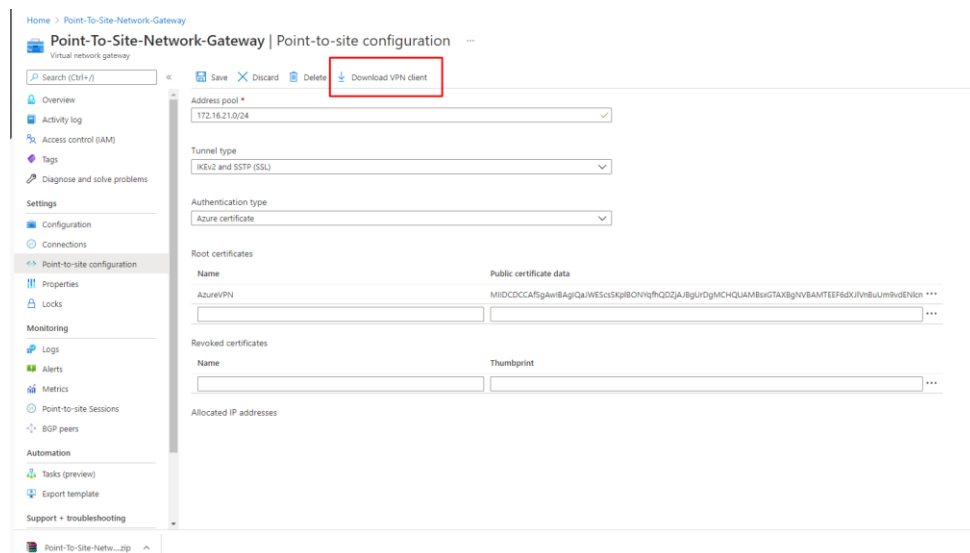 Home > Point-To-Site-Network-Gateway
Point-To-Site-Network-Gateway | Point-to-site configuration ...
Virtual network gateway
Search (Ctrl+/) «
Save Discard Delete Download VPN client
Overview
Activity log
Access control (IAM)
Tags
Diagnose and solve problems
Settings
Configuration
Connections
Point-to-site configuration
Properties
Locks
Monitoring
Logs
Alerts
Metrics
Point-to-site Sessions
BGP peers
Automation
Tasks (preview)
Export template
Support + troubleshooting
Address pool *
172.16.21.0/24
Tunnel type
IKEv2 and SSTP (SSL)
Authentication type
Azure certificate
Root certificates
Name Public certificate data
AzureVPN
Revoked certificates
Name Thumbprint
Allocated IP addresses
Point-To-Site-Netw....zip